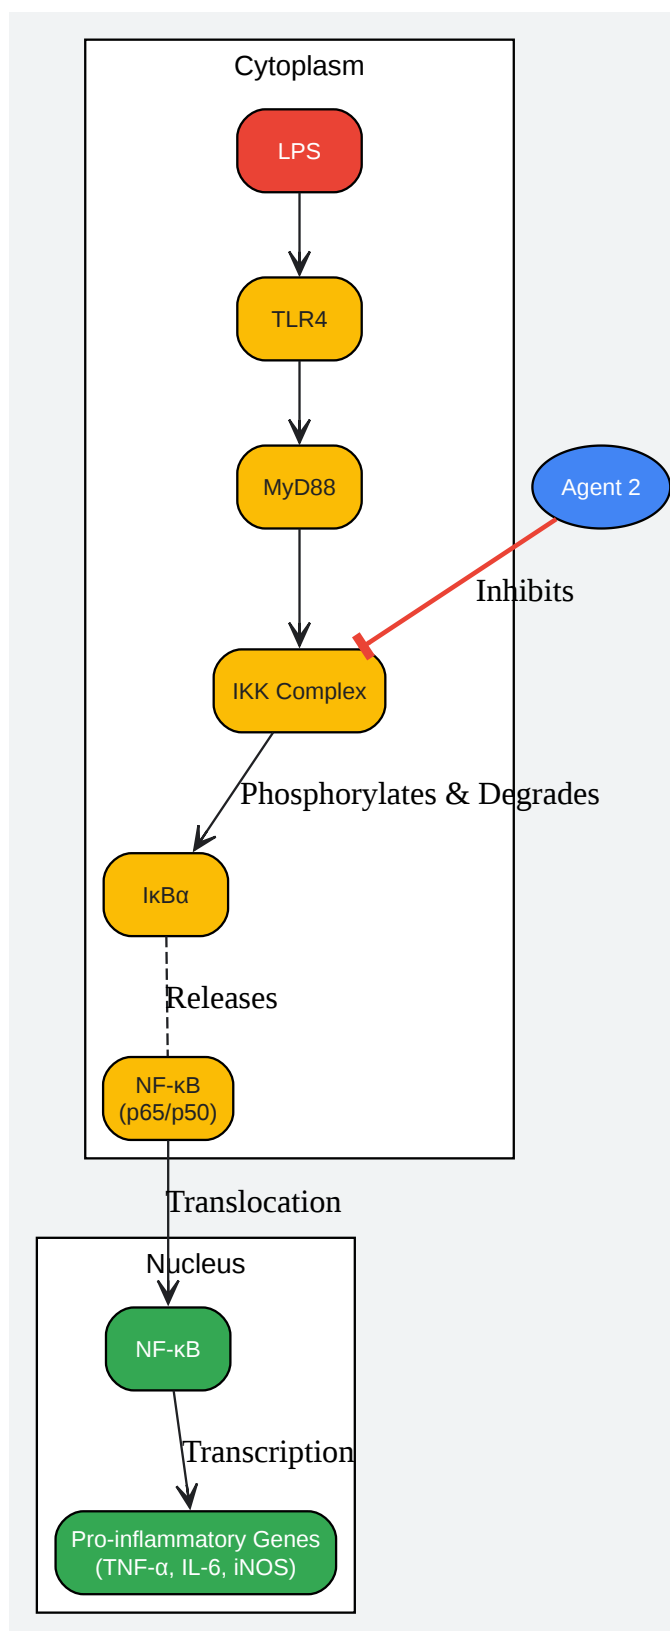 Cytoplasm
LPS
TLR4
MyD88
Agent 2
Inhibits
IKK Complex
Phosphorylates & Degrades
IκBα
Releases
NF-κB
(p65/p50)
Translocation
Nucleus
NF-κB
Transcription
Pro-inflammatory Genes
(TNF-α, IL-6, iNOS)